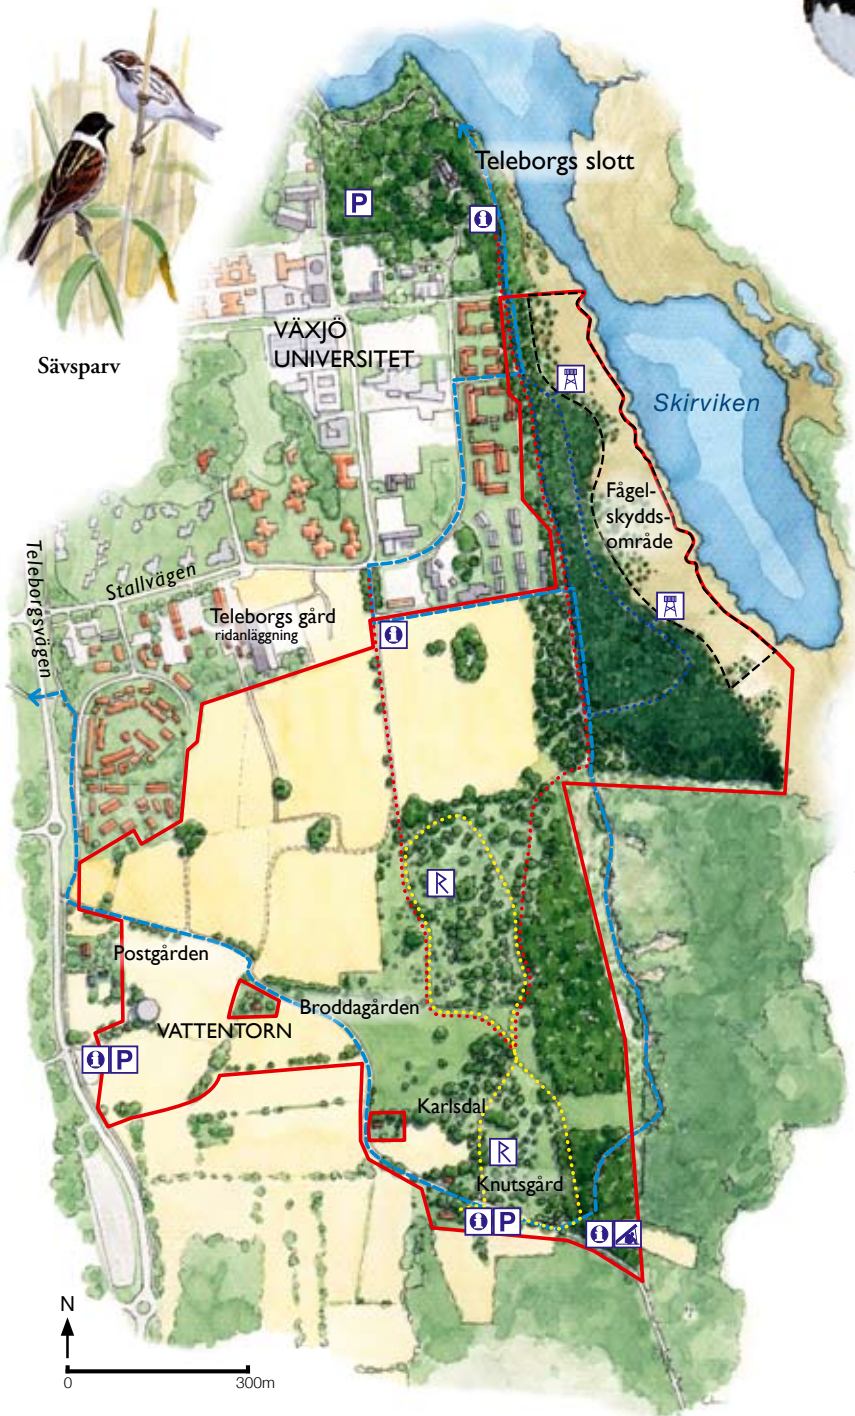 Teleborgs slott
P
i
VÄXJÖ
UNIVERSITET
Sävsparv
Skirviken
Fågel-
skydds-
område
Teleborgsvägen
Stallvägen
Teleborgs gård
ridanläggning
i
R
Postgården
Broddagården
VATTENTORN
i P
Karlsdal
R
Knutsgård
i P
i
N
0 300m